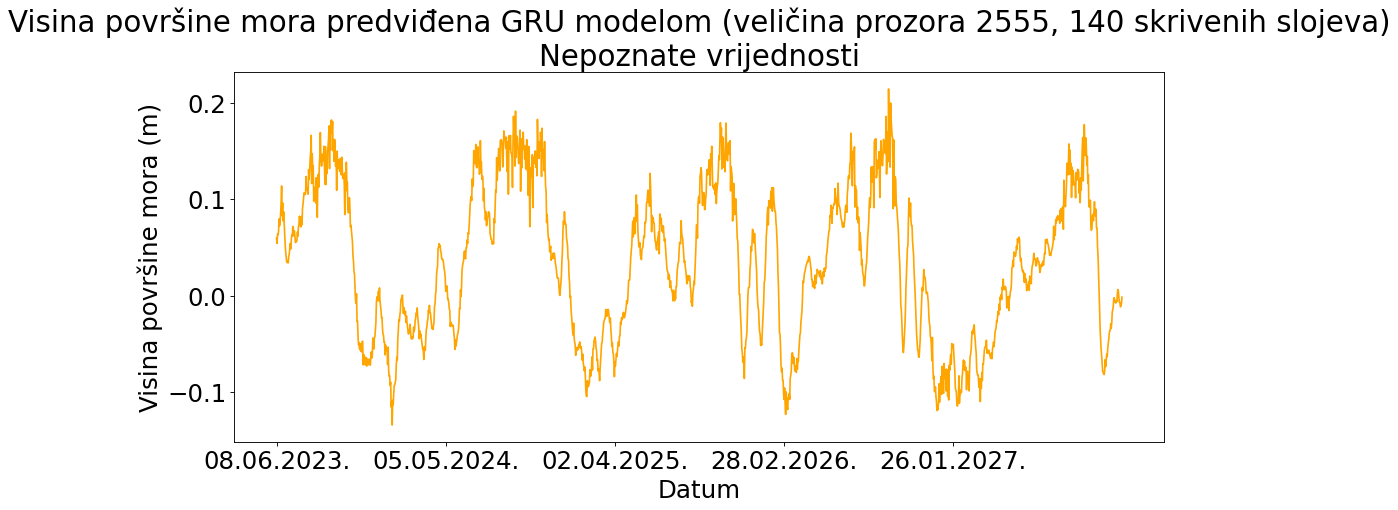 Visina površine mora predviđena GRU modelom (veličina prozora 2555, 140 skrivenih slojeva)
Nepoznate vrijednosti
Visina površine mora (m)
0.2
0.1
0.0
−0.1
08.06.2023. 05.05.2024. 02.04.2025. 28.02.2026. 26.01.2027.
Datum